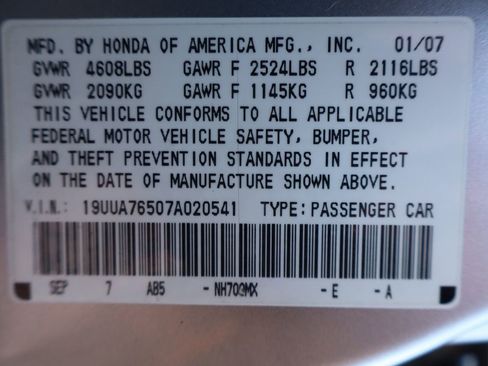 MFD. BY HONDA OF AMERICA MFG., INC. 01/07
GVWR 4608LBS GAWR F 2524LBS R 2116LBS
GVWR 2090KG GAWR F 1145KG R 960KG
THIS VEHICLE CONFORMS TO ALL APPLICABLE
FEDERAL MOTOR VEHICLE SAFETY, BUMPER,
AND THEFT PREVENTION STANDARDS IN EFFECT
ON THE DATE OF MANUFACTURE SHOWN ABOVE.
V.I.N.: 19UUA76507A020541 TYPE: PASSENGER CAR
SEP 7 AB5 - NH700MX - E - A